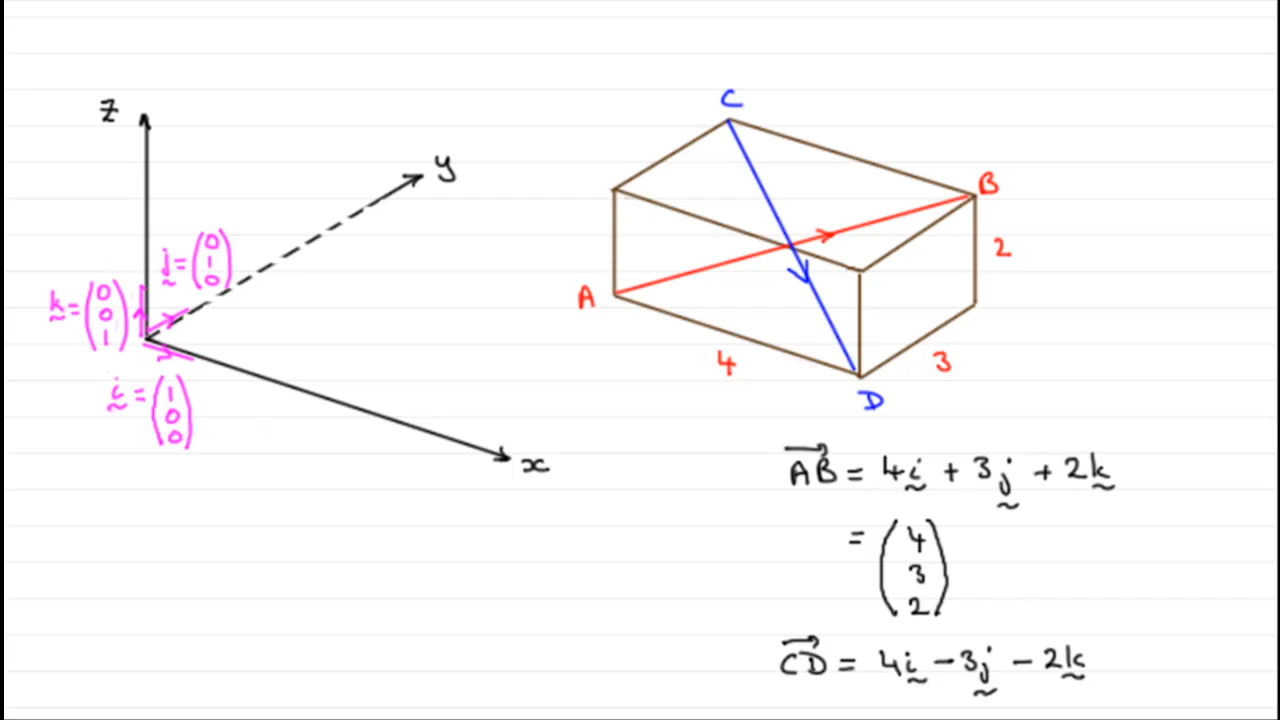 z
y
j = (0 1 0)
k = (0 0 1)
i = (1 0 0)
x
C
B
2
A
4
3
D
AB = 4i + 3j + 2k
= (4 3 2)
CD = 4i - 3j - 2k